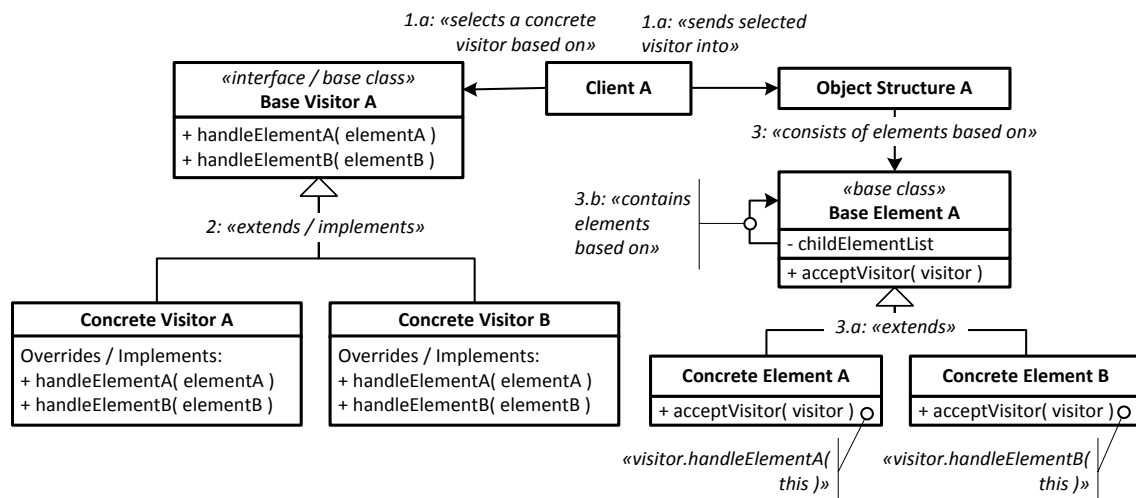 1.a: «selects a concrete
visitor based on»
1.a: «sends selected
visitor into»
«interface / base class»
Base Visitor A
+ handleElementA( elementA )
+ handleElementB( elementB )
Client A
Object Structure A
3: «consists of elements based on»
3.b: «contains
elements
based on»
«base class»
Base Element A
- childElementList
+ acceptVisitor( visitor )
2: «extends / implements»
3.a: «extends»
Concrete Visitor A
Overrides / Implements:
+ handleElementA( elementA )
+ handleElementB( elementB )
Concrete Visitor B
Overrides / Implements:
+ handleElementA( elementA )
+ handleElementB( elementB )
Concrete Element A
+ acceptVisitor( visitor )
Concrete Element B
+ acceptVisitor( visitor )
«visitor.handleElementA(
this )»
«visitor.handleElementB(
this )»